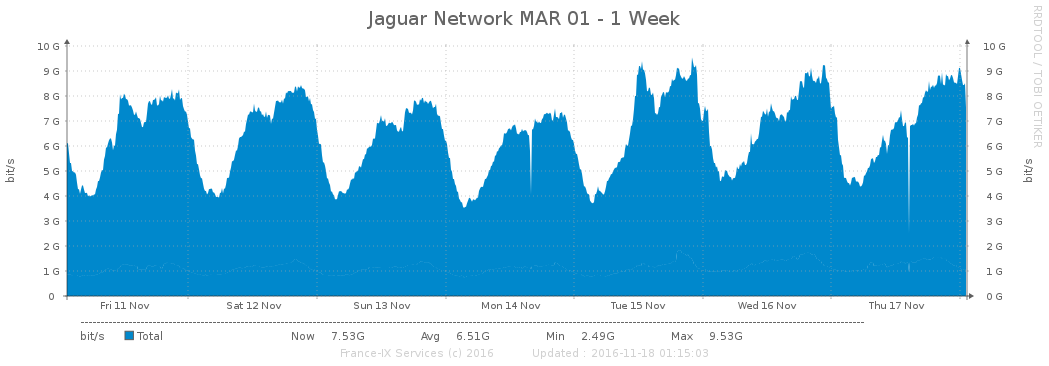 Jaguar Network MAR 01 - 1 Week
RRDTOOL / TOBI OETIKER
bit/s
10 G 10 G
9 G 9 G
8 G 8 G
7 G 7 G
6 G 6 G
5 G 5 G
4 G 4 G
3 G 3 G
2 G 2 G
1 G 1 G
0 0 G
bit/s
Fri 11 Nov Sat 12 Nov Sun 13 Nov Mon 14 Nov Tue 15 Nov Wed 16 Nov Thu 17 Nov
bit/s Total Now 7.53G Avg 6.51G Min 2.49G Max 9.53G
France-IX Services (c) 2016 Updated : 2016-11-18 01:15:03